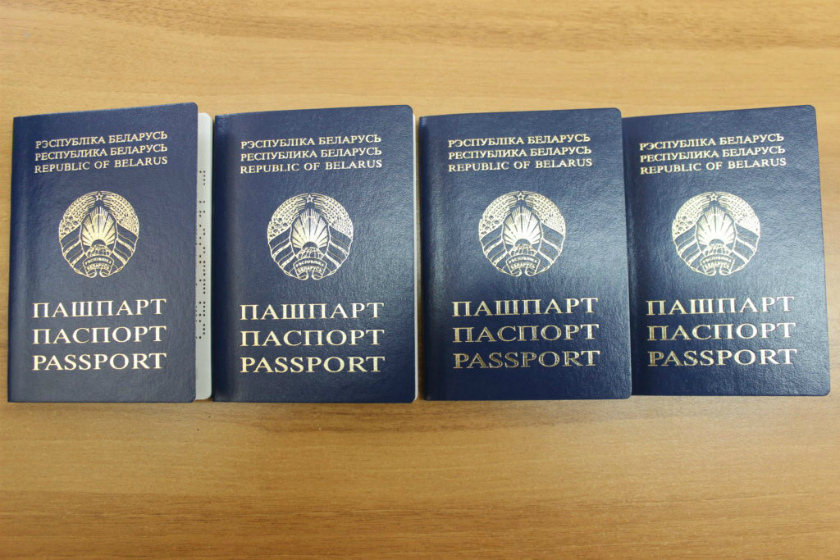 РЭСПУБЛІКА БЕЛАРУСЬ
РЕСПУБЛИКА БЕЛАРУСЬ
REPUBLIC OF BELARUS
ПАШПАРТ
ПАСПОРТ
PASSPORT
РЭСПУБЛІКА БЕЛАРУСЬ
РЕСПУБЛИКА БЕЛАРУСЬ
REPUBLIC OF BELARUS
ПАШПАРТ
ПАСПОРТ
PASSPORT
РЭСПУБЛІКА БЕЛАРУСЬ
РЕСПУБЛИКА БЕЛАРУСЬ
REPUBLIC OF BELARUS
РЭСПУБЛІКА
БЕЛАРУСЬ
ПАШПАРТ
ПАСПОРТ
PASSPORT
РЭСПУБЛІКА БЕЛАРУСЬ
РЕСПУБЛИКА БЕЛАРУСЬ
REPUBLIC OF BELARUS
ПАШПАРТ
ПАСПОРТ
PASSPORT